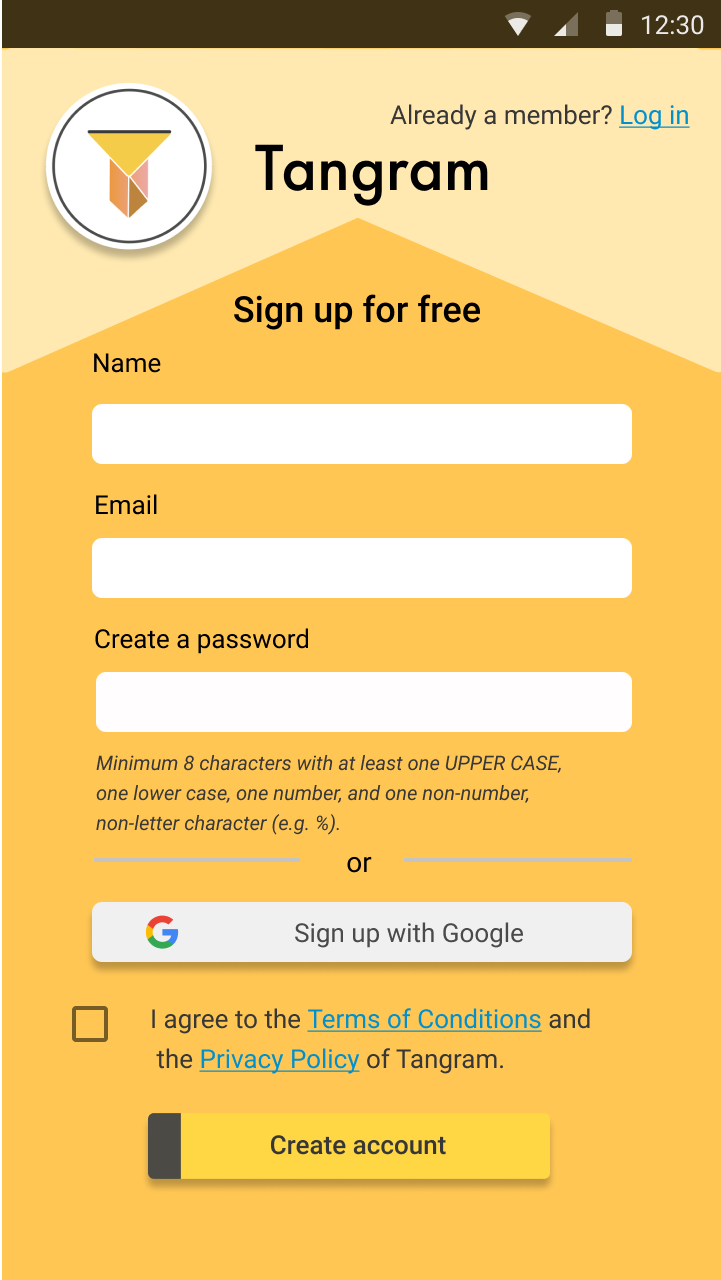 12:30
Already a member? Log in
Tangram
Sign up for free
Name
Email
Create a password
Minimum 8 characters with at least one UPPER CASE,
one lower case, one number, and one non-number,
non-letter character (e.g. %).
or
Sign up with Google
I agree to the Terms of Conditions and
the Privacy Policy of Tangram.
Create account